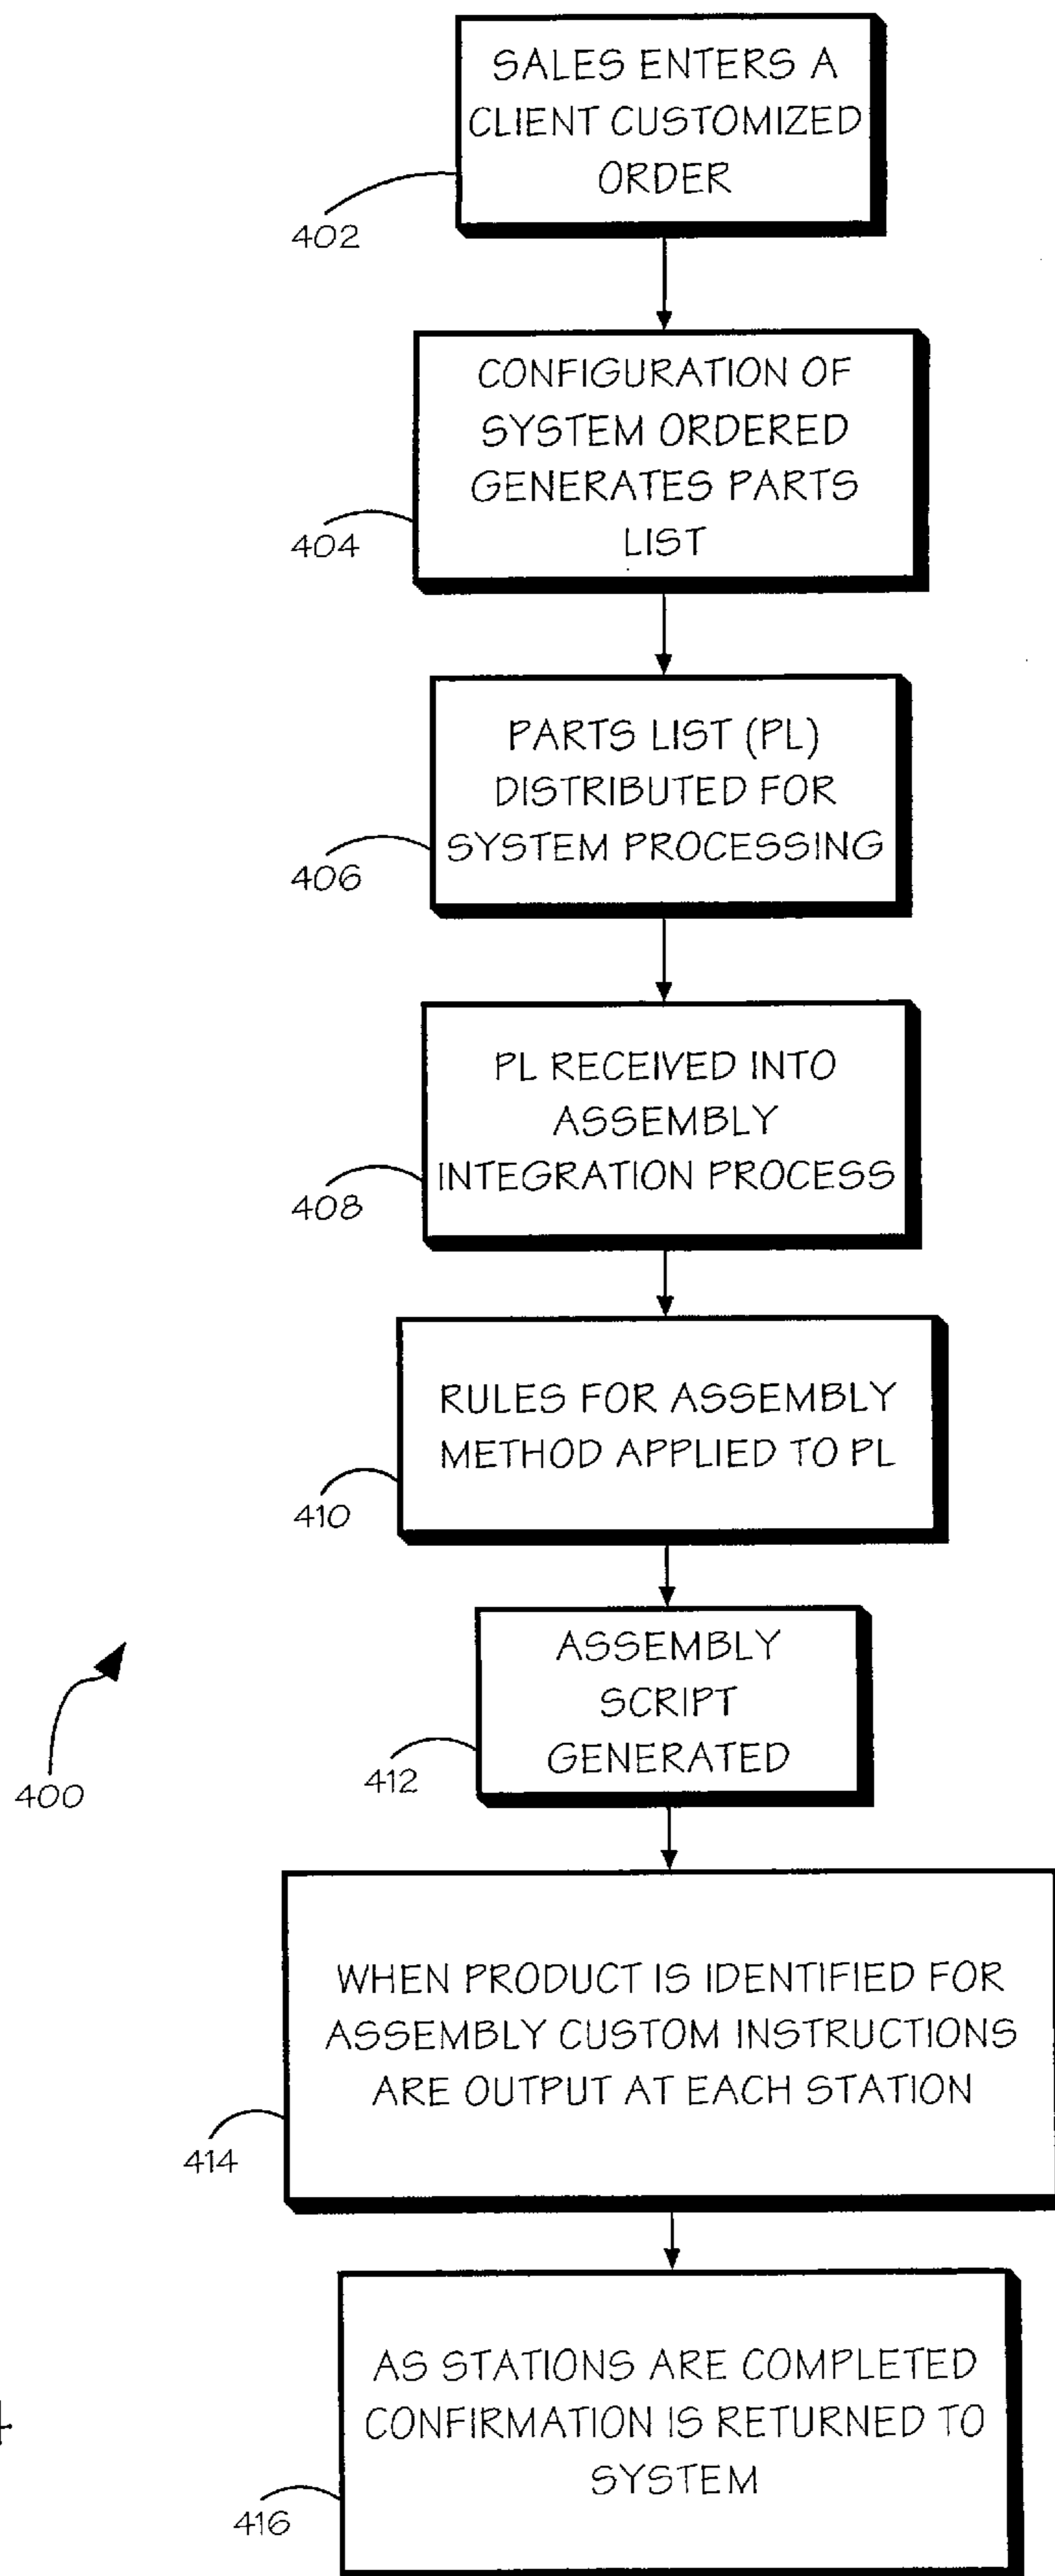 SALES ENTERS A
CLIENT CUSTOMIZED
ORDER
402
CONFIGURATION OF
SYSTEM ORDERED
GENERATES PARTS
LIST
404
PARTS LIST (PL)
DISTRIBUTED FOR
SYSTEM PROCESSING
406
PL RECEIVED INTO
ASSEMBLY
INTEGRATION PROCESS
408
RULES FOR ASSEMBLY
METHOD APPLIED TO PL
410
ASSEMBLY
SCRIPT
GENERATED
412
400
WHEN PRODUCT IS IDENTIFIED FOR
ASSEMBLY CUSTOM INSTRUCTIONS
ARE OUTPUT AT EACH STATION
414
AS STATIONS ARE COMPLETED
CONFIRMATION IS RETURNED TO
SYSTEM
416